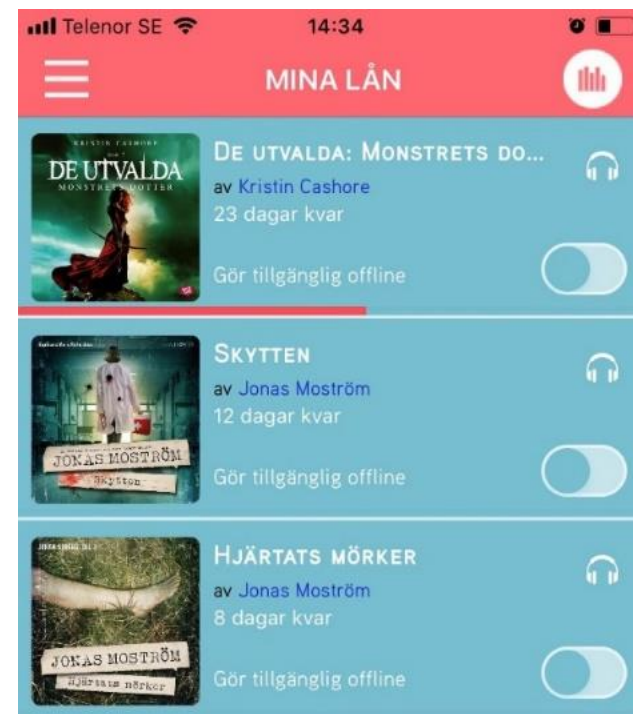 Telenor SE 14:34
MINA LÅN
KRISTIN CASHORE
DE UTVALDA
MONSTRETS DOTTER
DE UTVALDA: MONSTRETS DO...
av Kristin Cashore
23 dagar kvar
Gör tillgänglig offline
JONAS MOSTRÖM
Skytten
SKYTTEN
av Jonas Moström
12 dagar kvar
Gör tillgänglig offline
JONAS MOSTRÖM
Hjärtats mörker
HJÄRTATS MÖRKER
av Jonas Moström
8 dagar kvar
Gör tillgänglig offline